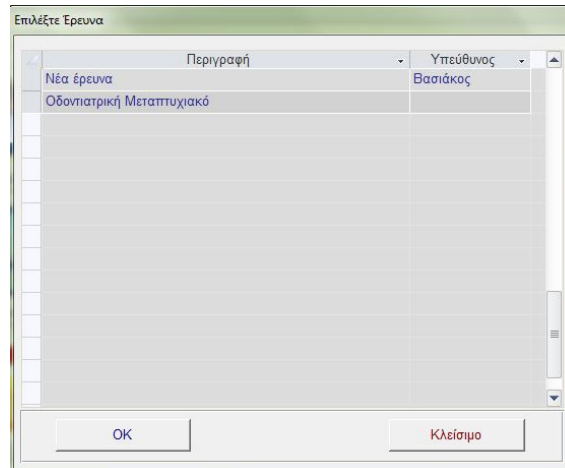 Επιλέξτε Έρευνα
Περιγραφή Υπεύθυνος
Νέα έρευνα Βασιάκος
Οδοντιατρική Μεταπτυχιακό
OK Κλείσιμο